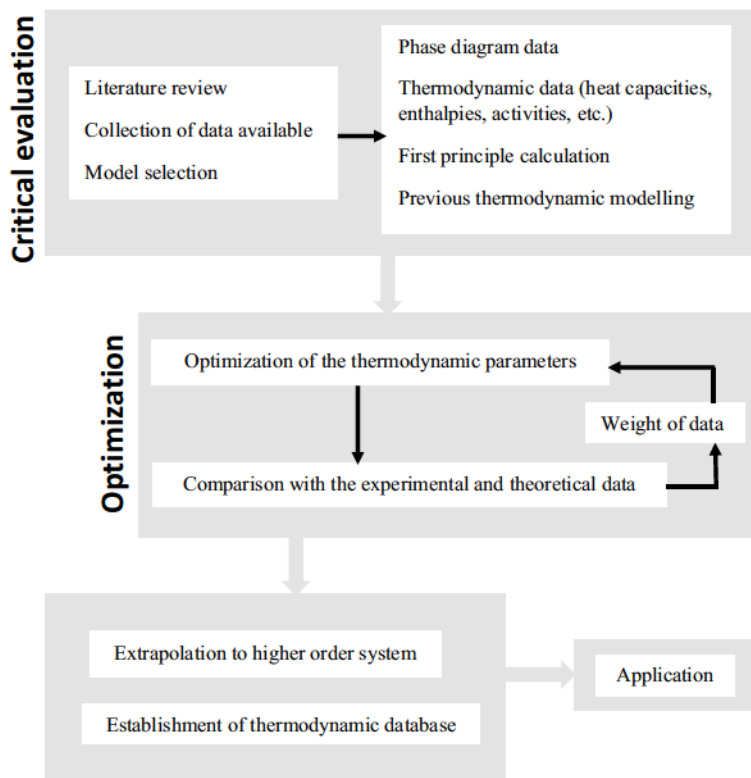 Critical evaluation
Literature review
Collection of data available
Model selection
Phase diagram data
Thermodynamic data (heat capacities,
enthalpies, activities, etc.)
First principle calculation
Previous thermodynamic modelling
Optimization
Optimization of the thermodynamic parameters
Weight of data
Comparison with the experimental and theoretical data
Extrapolation to higher order system
Establishment of thermodynamic database
Application